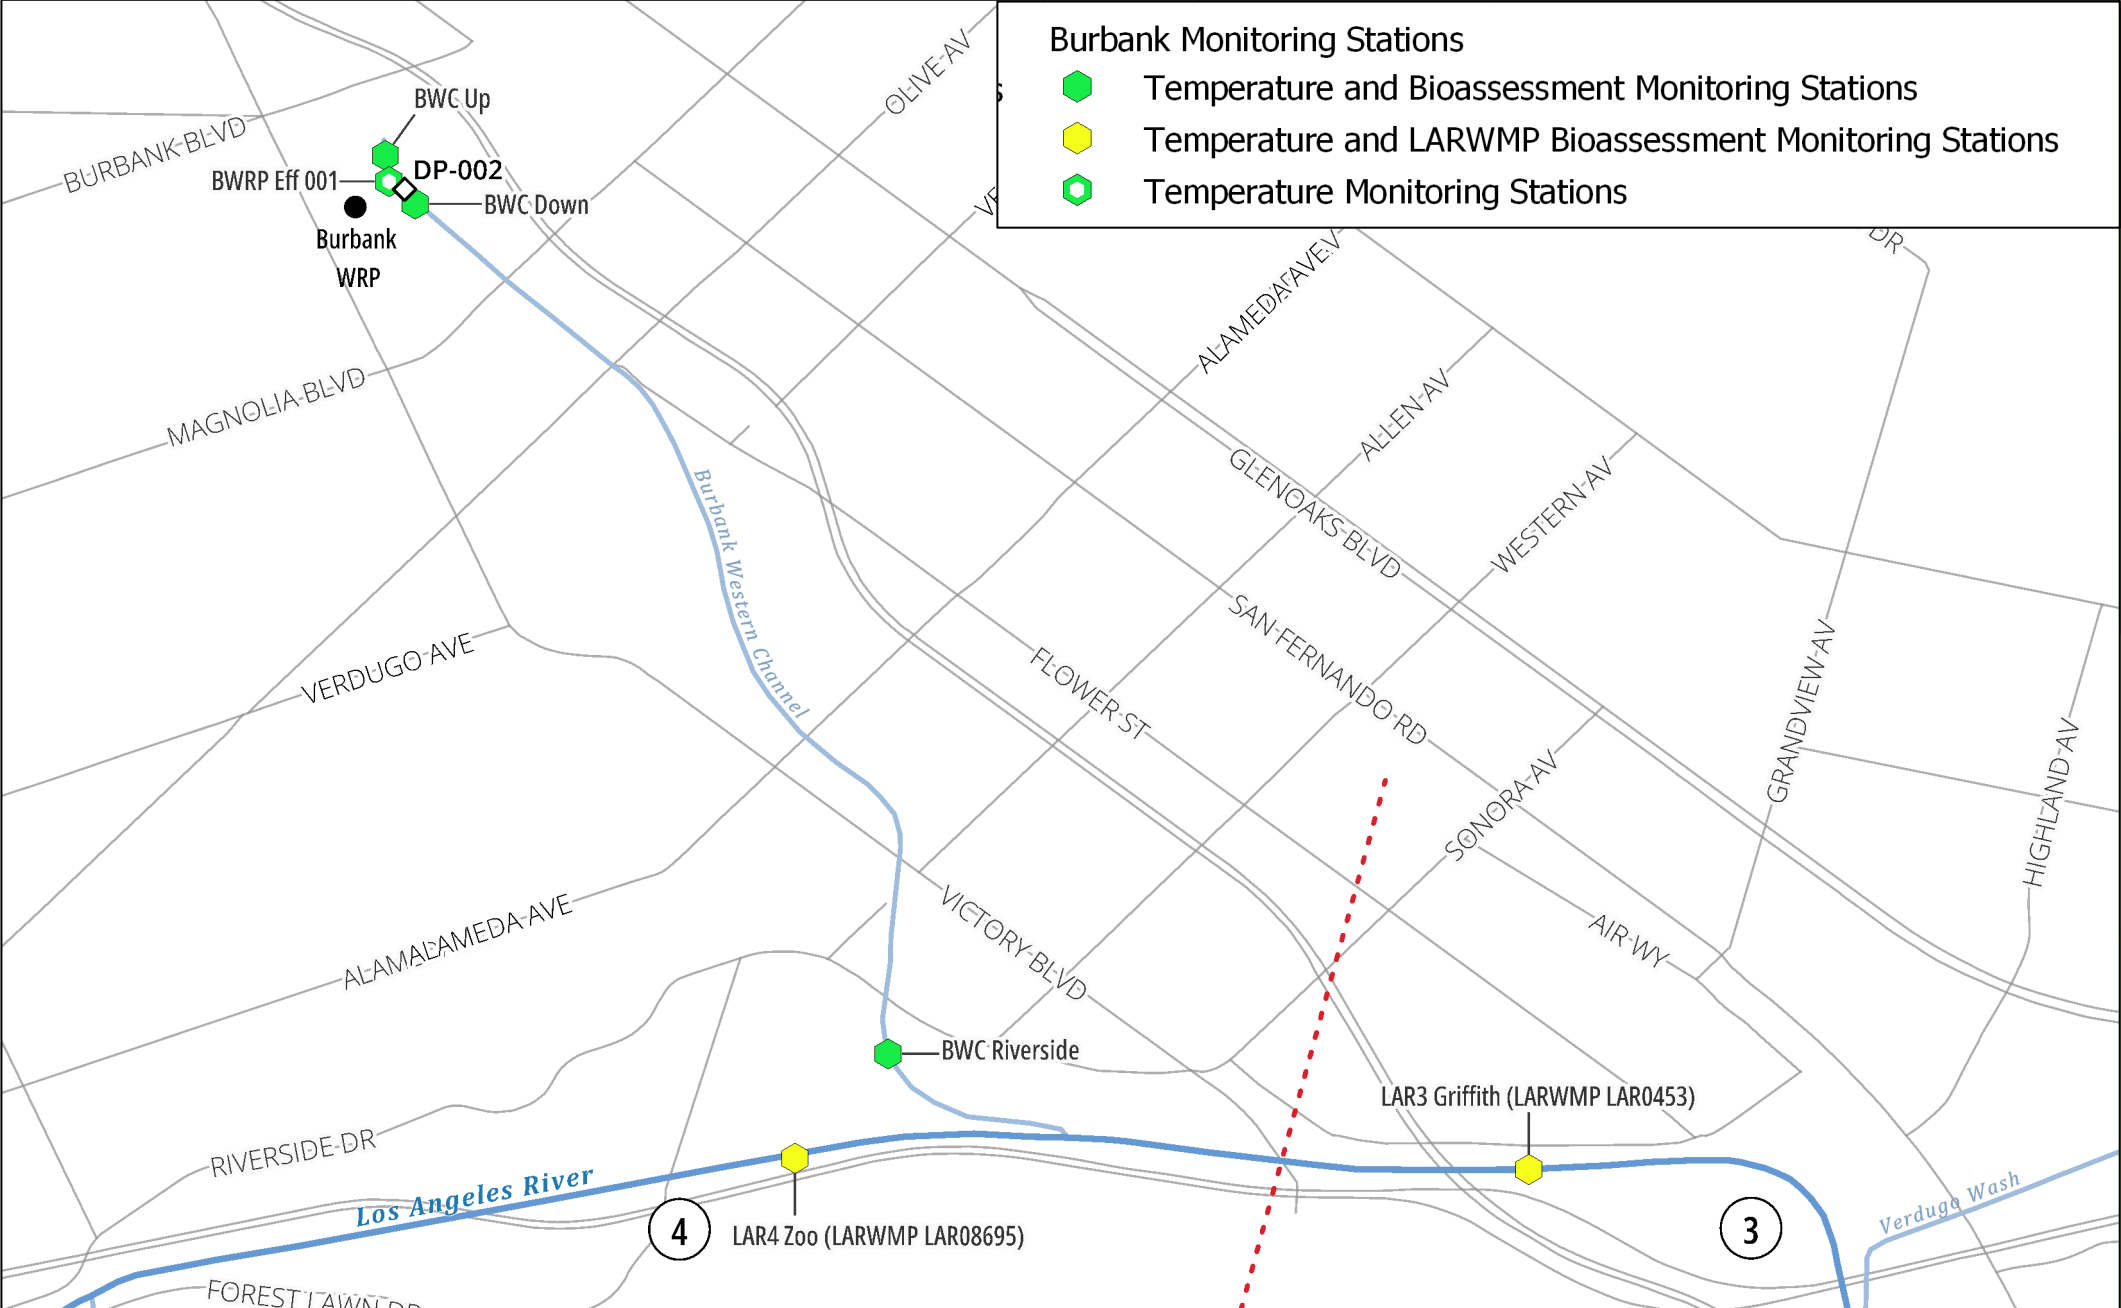 Burbank Monitoring Stations
Temperature and Bioassessment Monitoring Stations
Temperature and LARWMP Bioassessment Monitoring Stations
Temperature Monitoring Stations
s
OLIVE AV
BWC Up
BURBANK BLVD
BWRP Eff 001
DP-002
BWC Down
VE
DR
Burbank
WRP
ALAMEDA AVE
MAGNOLIA BLVD
ALLEN AV
GLENOAKS BLVD
WESTERN AV
Burbank Western Channel
SAN FERNANDO RD
VERDUGO AVE
FLOWER ST
GRANDVIEW AV
HIGHLAND AV
SONORA AV
ALAMEDA AVE
VICTORY BLVD
AIR WY
BWC Riverside
LAR3 Griffith (LARWMP LAR0453)
RIVERSIDE DR
Los Angeles River
Verdugo Wash
4
LAR4 Zoo (LARWMP LAR08695)
3
FOREST LAWN DR